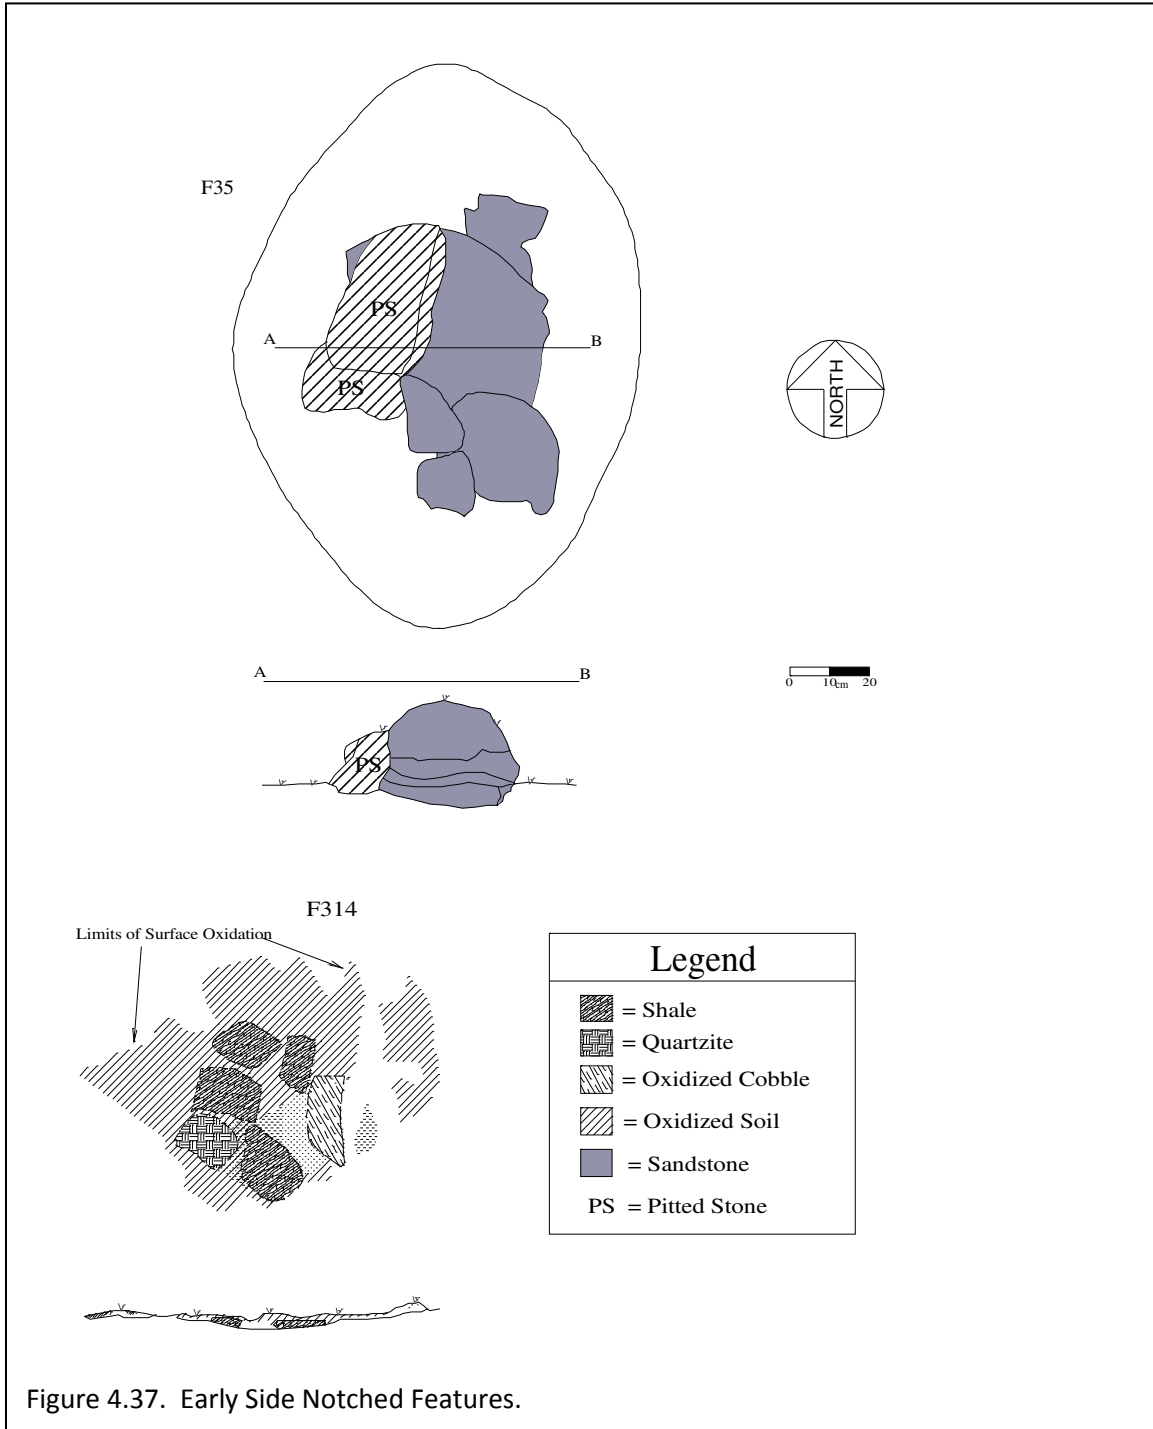 F35
PS
A B
PS
NORTH
A B
0 10cm 20
PS
F314
Limits of Surface Oxidation
Legend
= Shale
= Quartzite
= Oxidized Cobble
= Oxidized Soil
= Sandstone
PS = Pitted Stone
Figure 4.37. Early Side Notched Features.